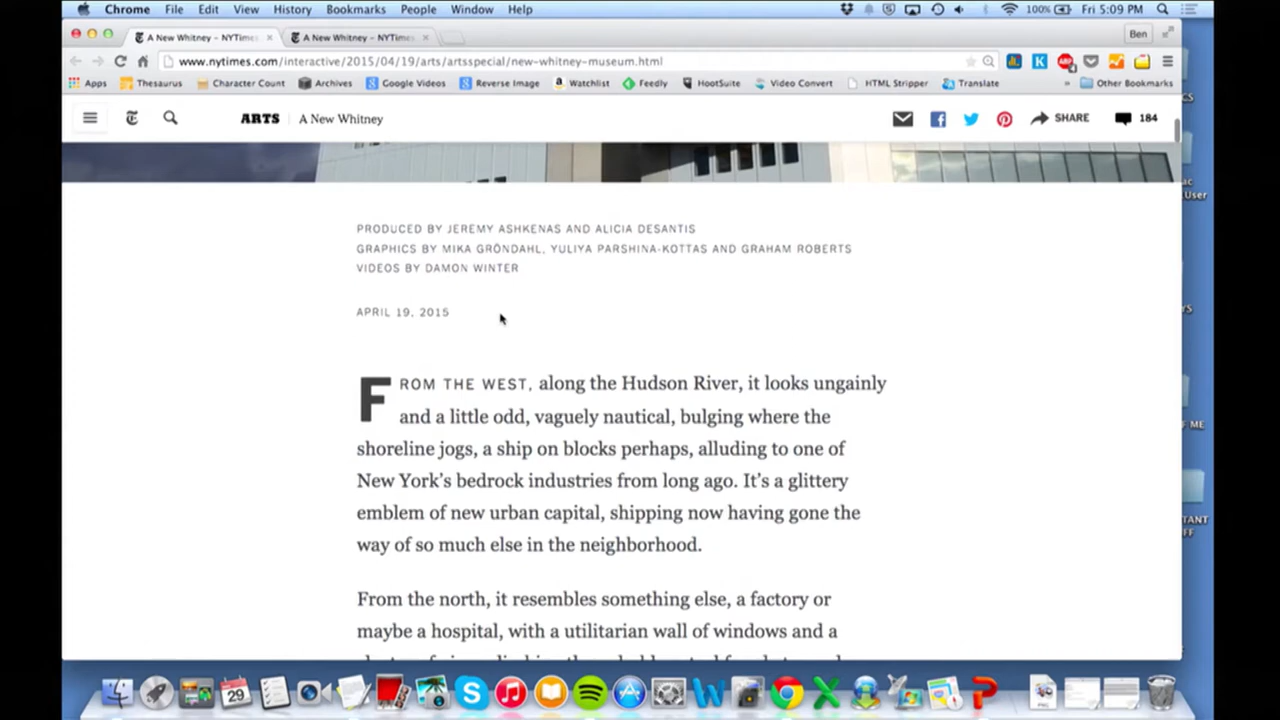 Chrome File Edit View History Bookmarks People Window Help 100% Fri 5:09 PM
A New Whitney – NYTimes A New Whitney – NYTimes Ben
www.nytimes.com/interactive/2015/04/19/arts/artsspecial/new-whitney-museum.html
Apps Thesaurus Character Count Archives Google Videos Reverse Image Watchlist Feedly HootSuite Video Convert HTML Stripper Translate » Other Bookmarks
ARTS A New Whitney SHARE 184
PRODUCED BY JEREMY ASHKENAS AND ALICIA DESANTIS
GRAPHICS BY MIKA GRÖNDAHL, YULIYA PARSHINA-KOTTAS AND GRAHAM ROBERTS
VIDEOS BY DAMON WINTER
APRIL 19, 2015
FROM THE WEST, along the Hudson River, it looks ungainly
and a little odd, vaguely nautical, bulging where the
shoreline jogs, a ship on blocks perhaps, alluding to one of
New York's bedrock industries from long ago. It's a glittery
emblem of new urban capital, shipping now having gone the
way of so much else in the neighborhood.
From the north, it resembles something else, a factory or
maybe a hospital, with a utilitarian wall of windows and a